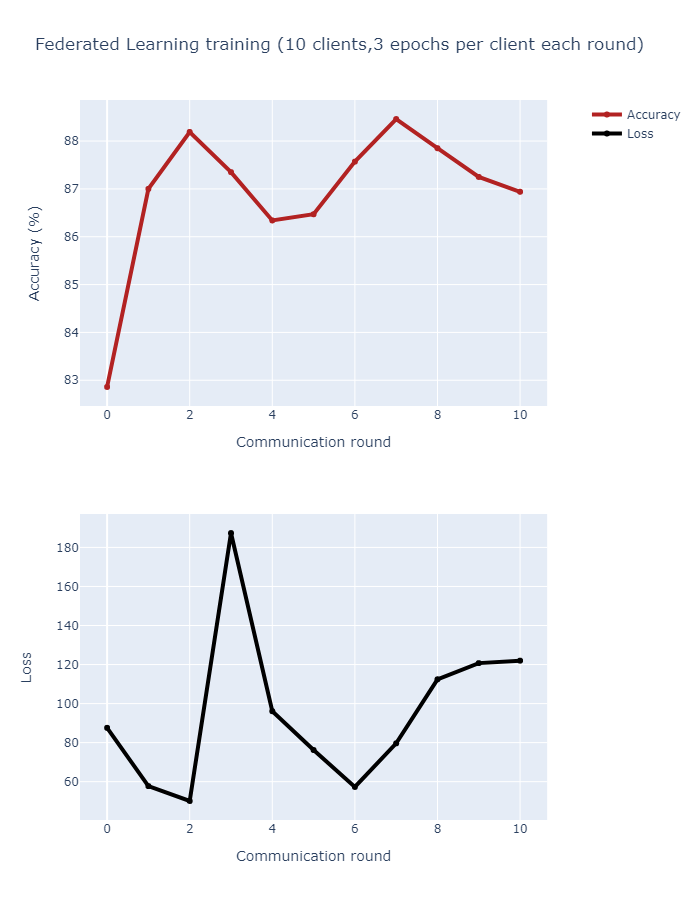 Federated Learning training (10 clients,3 epochs per client each round)
Accuracy
Loss
88
87
86
85
84
83
Accuracy (%)
0 2 4 6 8 10
Communication round
180
160
140
120
100
80
60
Loss
0 2 4 6 8 10
Communication round